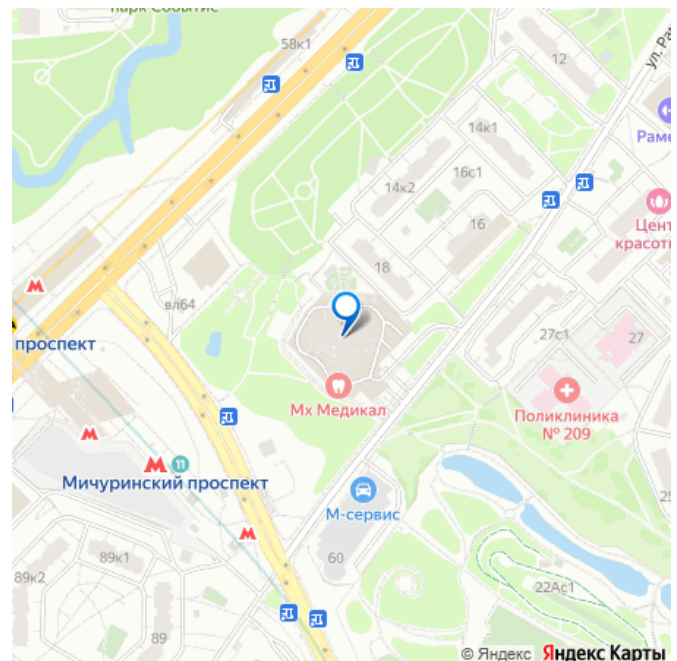 парк Событие
58к1
12
ул. Ра
14к1
Раме
16с1
14к2
16
Цент
красоты
18
вл64
27с1
27
проспект
Мх Медикал
Поликлиника
№ 209
11
Мичуринский проспект
М-сервис
25
60
89к1
89к2
22Ас1
89
© Яндекс Яндекс Карты